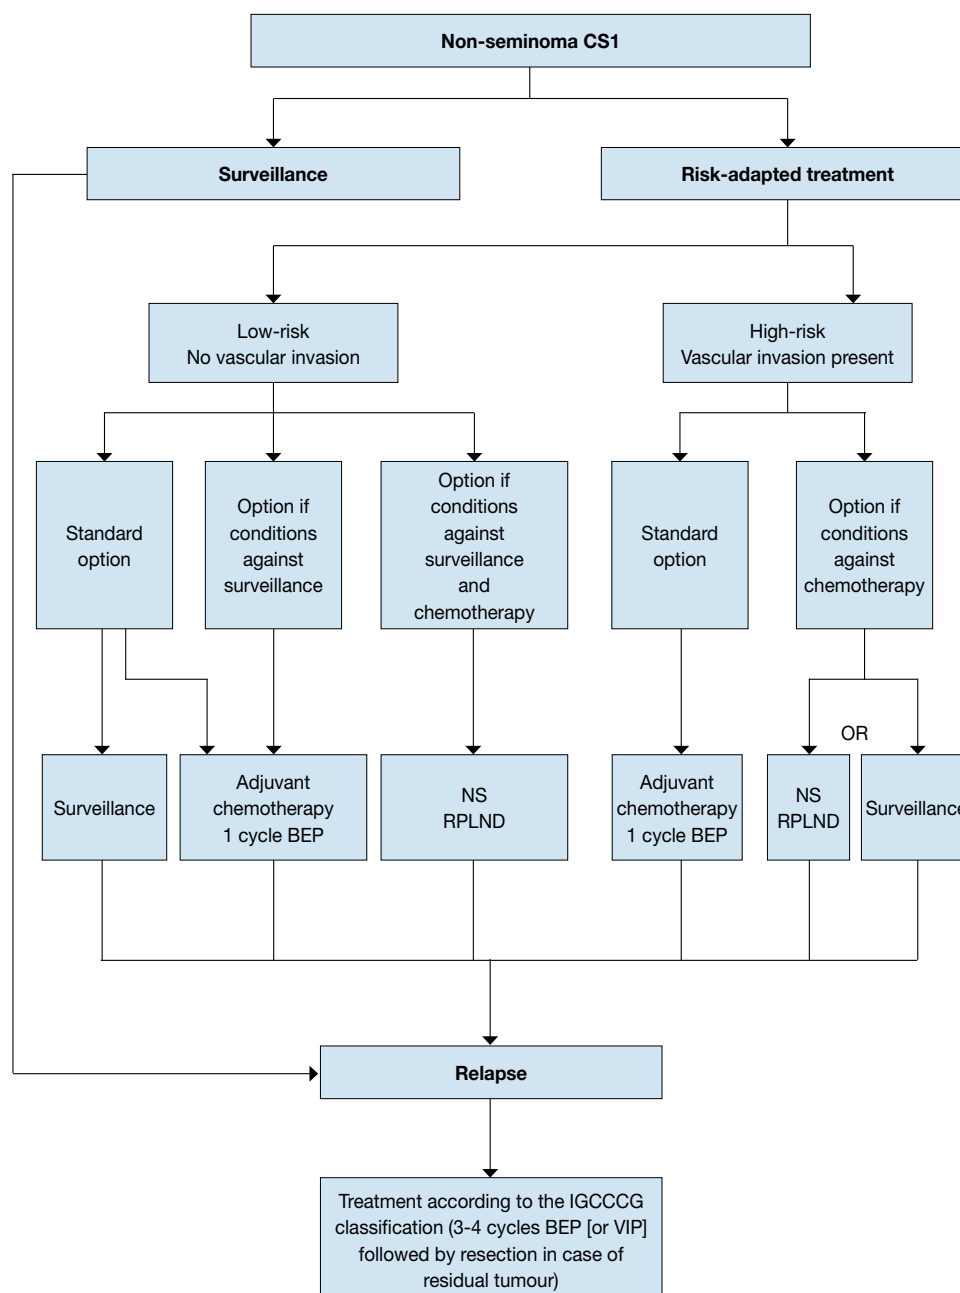 Non-seminoma CS1
Surveillance
Risk-adapted treatment
Low-risk
No vascular invasion
High-risk
Vascular invasion present
Standard
option
Option if
conditions
against
surveillance
Option if
conditions
against
surveillance
and
chemotherapy
Standard
option
Option if
conditions
against
chemotherapy
OR
Surveillance
Adjuvant
chemotherapy
1 cycle BEP
NS
RPLND
Adjuvant
chemotherapy
1 cycle BEP
NS
RPLND
Surveillance
Relapse
Treatment according to the IGCCCG
classification (3-4 cycles BEP [or VIP]
followed by resection in case of
residual tumour)